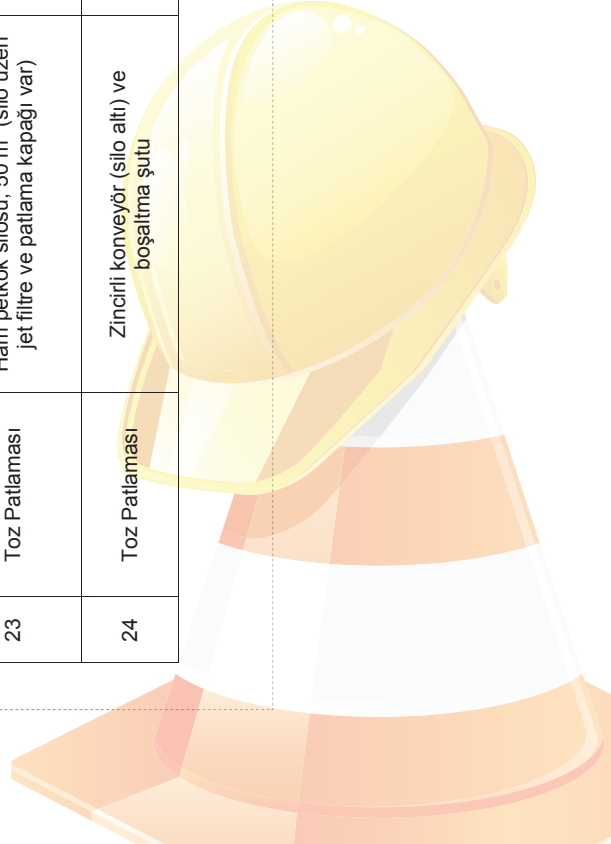 23
Toz Patlaması
jet filtre ve patlama kapağı var)
24
Toz Patlaması
Zincirli konveyör (silo altı) ve
boşaltma şutu